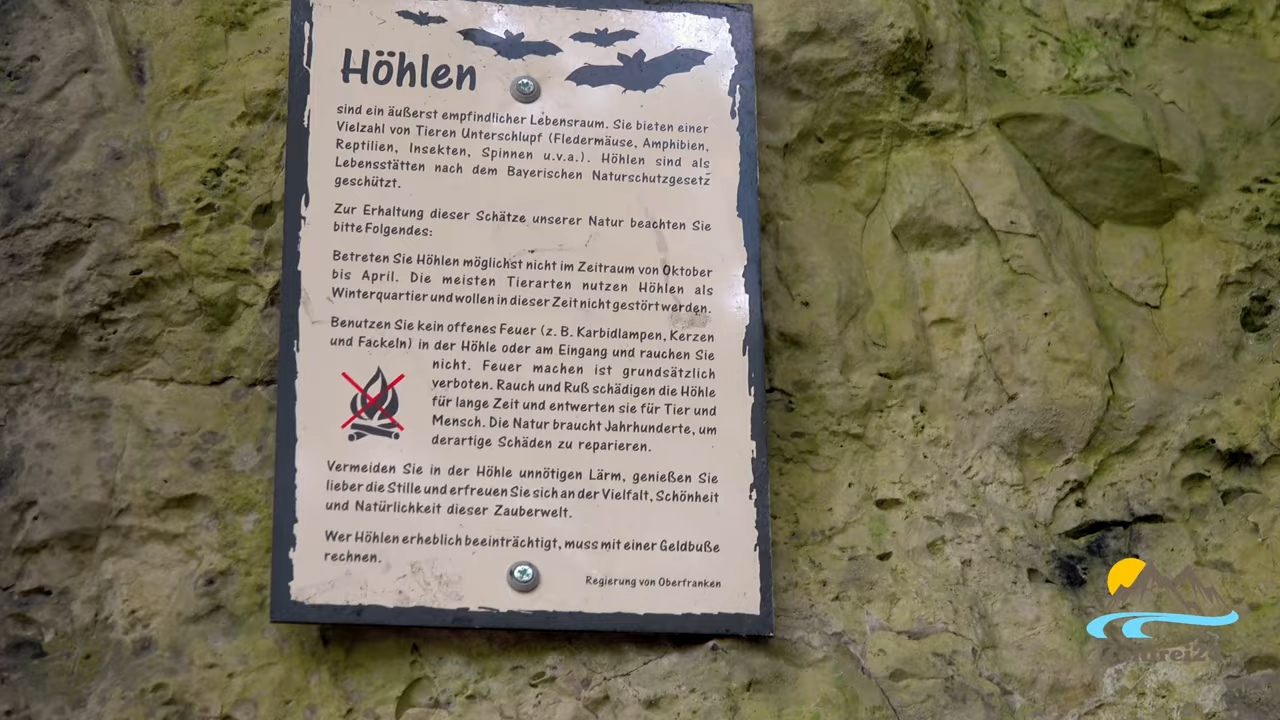 Höhlen
sind ein äußerst empfindlicher Lebensraum. Sie bieten einer
Vielzahl von Tieren Unterschlupf (Fledermäuse, Amphibien,
Reptilien, Insekten, Spinnen u.v.a.). Höhlen sind als
Lebensstätten nach dem Bayerischen Naturschutzgesetz
geschützt.
Zur Erhaltung dieser Schätze unserer Natur beachten Sie
bitte Folgendes:
Betreten Sie Höhlen möglichst nicht im Zeitraum von Oktober
bis April. Die meisten Tierarten nutzen Höhlen als
Winterquartier und wollen in dieser Zeit nicht gestört werden.
Benutzen Sie kein offenes Feuer (z. B. Karbidlampen, Kerzen
und Fackeln) in der Höhle oder am Eingang und rauchen Sie
nicht. Feuer machen ist grundsätzlich
verboten. Rauch und Ruß schädigen die Höhle
für lange Zeit und entwerten sie für Tier und
Mensch. Die Natur braucht Jahrhunderte, um
derartige Schäden zu reparieren.
Vermeiden Sie in der Höhle unnötigen Lärm, genießen Sie
lieber die Stille und erfreuen Sie sich an der Vielfalt, Schönheit
und Natürlichkeit dieser Zauberwelt.
Wer Höhlen erheblich beeinträchtigt, muss mit einer Geldbuße
rechnen.
Regierung von Oberfranken